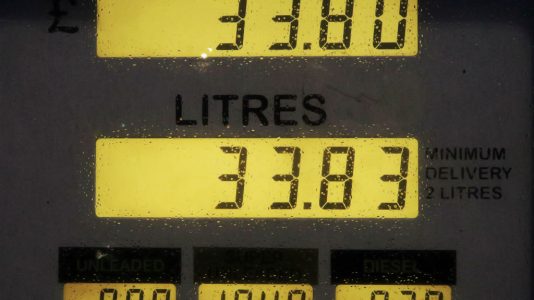 £ 33.80
LITRES
33.83
MINIMUM
DELIVERY
2 LITRES
UNLEADED DIESEL